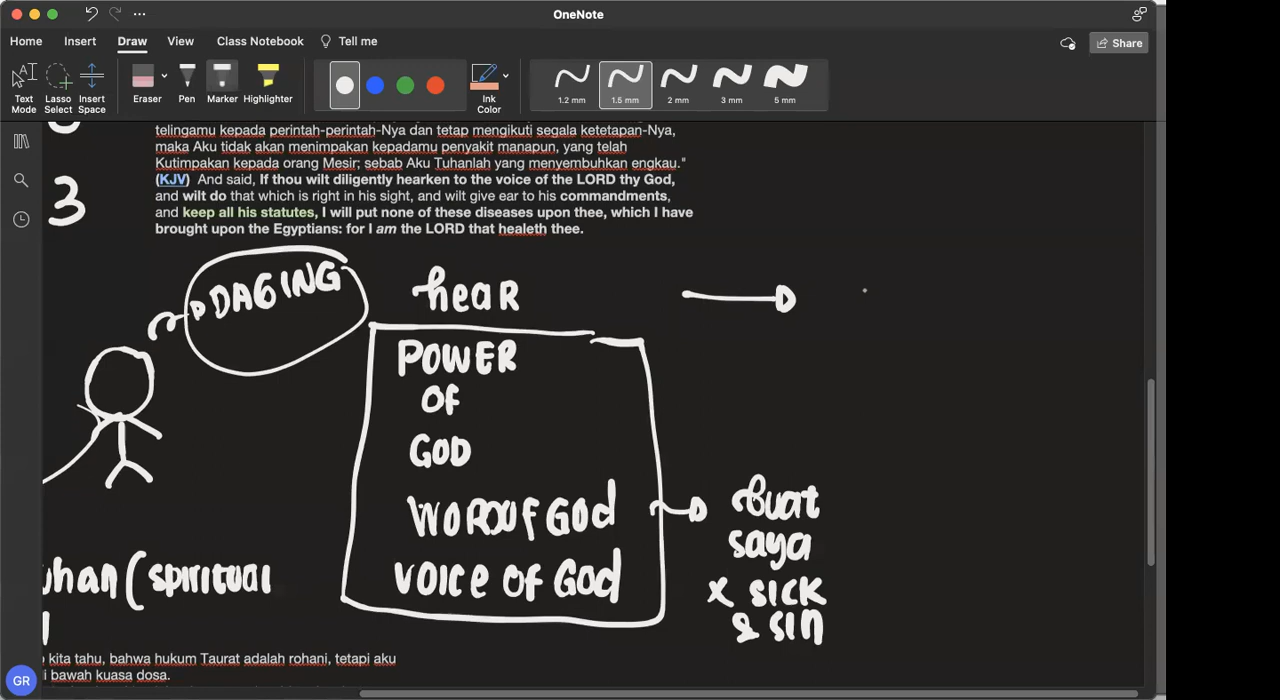 OneNote
Home Insert Draw View Class Notebook Tell me
Share
Text Mode
Lasso Select
Insert Space
Eraser
Pen
Marker
Highlighter
Ink Color
1.2 mm
1.5 mm
2 mm
3 mm
5 mm
telingamu kepada perintah-perintah-Nya dan tetap mengikuti segala ketetapan-Nya,
maka Aku tidak akan menimpakan kepadamu penyakit manapun, yang telah
Kutimpakan kepada orang Mesir; sebab Aku Tuhanlah yang menyembuhkan engkau."
3
(KJV) And said, If thou wilt diligently hearken to the voice of the LORD thy God,
and wilt do that which is right in his sight, and wilt give ear to his commandments,
and keep all his statutes, I will put none of these diseases upon thee, which I have
brought upon the Egyptians: for I am the LORD that healeth thee.
DAGING
hear
POWER
OF
GOD
WORD OF GOD
VOICE OF GOD
buat
saya
x SICK
& SIN
uhan (spiritual
kita tahu, bahwa hukum Taurat adalah rohani, tetapi aku
i bawah kuasa dosa.
GR